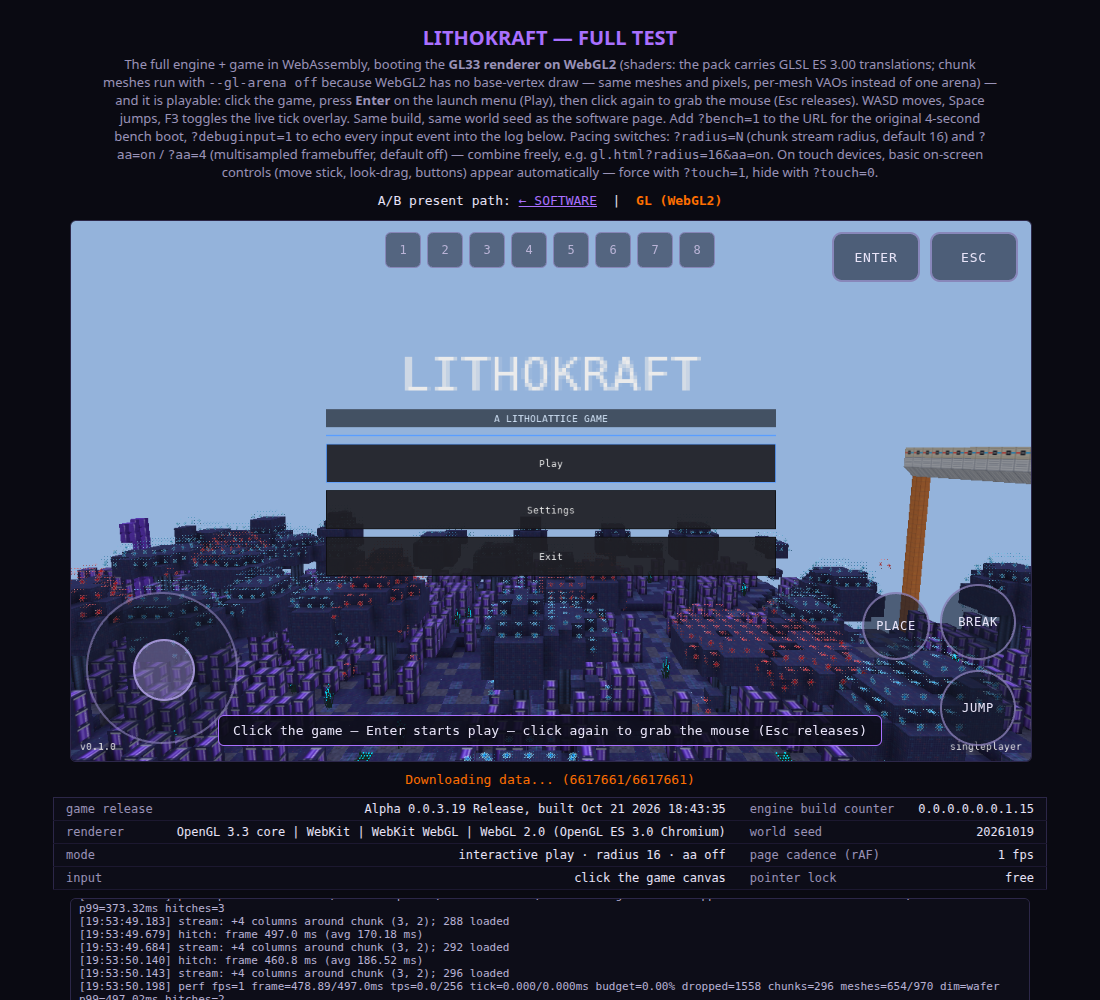 LITHOKRAFT — FULL TEST
The full engine + game in WebAssembly, booting the GL33 renderer on WebGL2 (shaders: the pack carries GLSL ES 3.00 translations; chunk
meshes run with --gl-arena off because WebGL2 has no base-vertex draw — same meshes and pixels, per-mesh VAOs instead of one arena) —
and it is playable: click the game, press Enter on the launch menu (Play), then click again to grab the mouse (Esc releases). WASD moves, Space
jumps, F3 toggles the live tick overlay. Same build, same world seed as the software page. Add ?bench=1 to the URL for the original 4-second
bench boot, ?debuginput=1 to echo every input event into the log below. Pacing switches: ?radius=N (chunk stream radius, default 16) and ?
aa=on / ?aa=4 (multisampled framebuffer, default off) — combine freely, e.g. gl.html?radius=16&aa=on. On touch devices, basic on-screen
controls (move stick, look-drag, buttons) appear automatically — force with ?touch=1, hide with ?touch=0.
A/B present path: ← SOFTWARE | GL (WebGL2)
1 2 3 4 5 6 7 8
ENTER ESC
LITHOKRAFT
A LITHOLATTICE GAME
Play
Settings
Exit
PLACE
BREAK
JUMP
Click the game — Enter starts play — click again to grab the mouse (Esc releases)
v0.1.0
singleplayer
Downloading data... (6617661/6617661)
game release Alpha 0.0.3.19 Release, built Oct 21 2026 18:43:35 engine build counter 0.0.0.0.0.0.1.15
renderer OpenGL 3.3 core | WebKit | WebKit WebGL | WebGL 2.0 (OpenGL ES 3.0 Chromium) world seed 20261019
mode interactive play · radius 16 · aa off page cadence (rAF) 1 fps
input click the game canvas pointer lock free
p99=373.32ms hitches=3
[19:53:49.183] stream: +4 columns around chunk (3, 2); 288 loaded
[19:53:49.679] hitch: frame 497.0 ms (avg 170.18 ms)
[19:53:49.684] stream: +4 columns around chunk (3, 2); 292 loaded
[19:53:50.140] hitch: frame 460.8 ms (avg 186.52 ms)
[19:53:50.143] stream: +4 columns around chunk (3, 2); 296 loaded
[19:53:50.198] perf fps=1 frame=478.89/497.0ms tps=0.0/256 tick=0.000/0.000ms budget=0.00% dropped=1558 chunks=296 meshes=654/970 dim=wafer
p99=497.02ms hitches=2